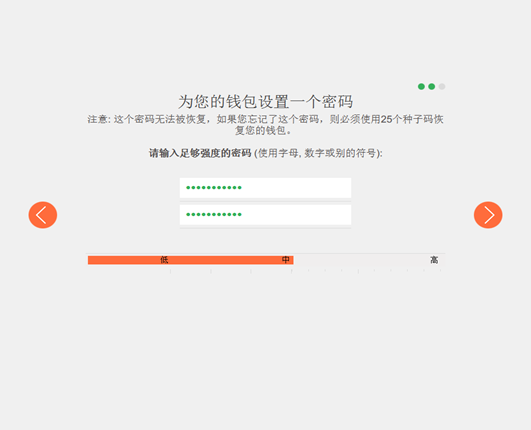 为您的钱包设置一个密码
注意: 这个密码无法被恢复，如果您忘记了这个密码，则必须使用25个种子码恢
复您的钱包。
请输入足够强度的密码 (使用字母, 数字或别的符号):
●●●●●●●●●●●
●●●●●●●●●●●
低 中 高